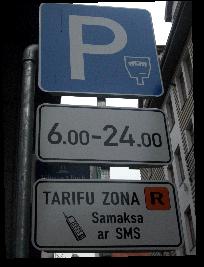 P
6.00-24.00
TARIFU ZONA R
Samaksa
ar SMS